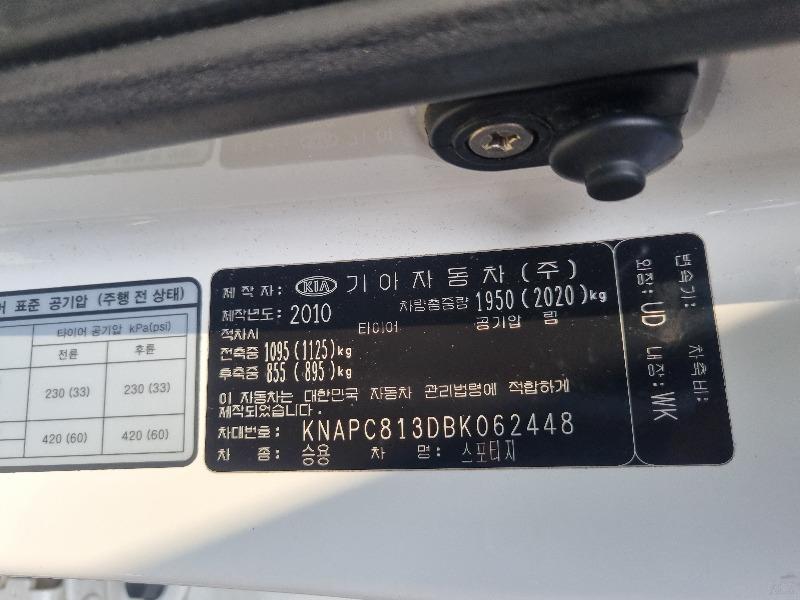 어 표준 공기압 (주행 전 상태)
타이어 공기압 kPa(psi)
전륜 후륜
230 (33) 230 (33)
420 (60) 420 (60)
제작자: KIA 기아자동차(주)
제작년도: 2010 차량총중량 1950(2020)kg
적차시 타이어 공기압 림
전축중 1095(1125)kg
후축중 855(895)kg
이 자동차는 대한민국 자동차 관리법령에 적합하게
제작되었습니다.
차대번호: KNAPC813DBK062448
차 종: 승용 차 명: 스포티지
변속기: 차축비:
외장: UD 내장: WK